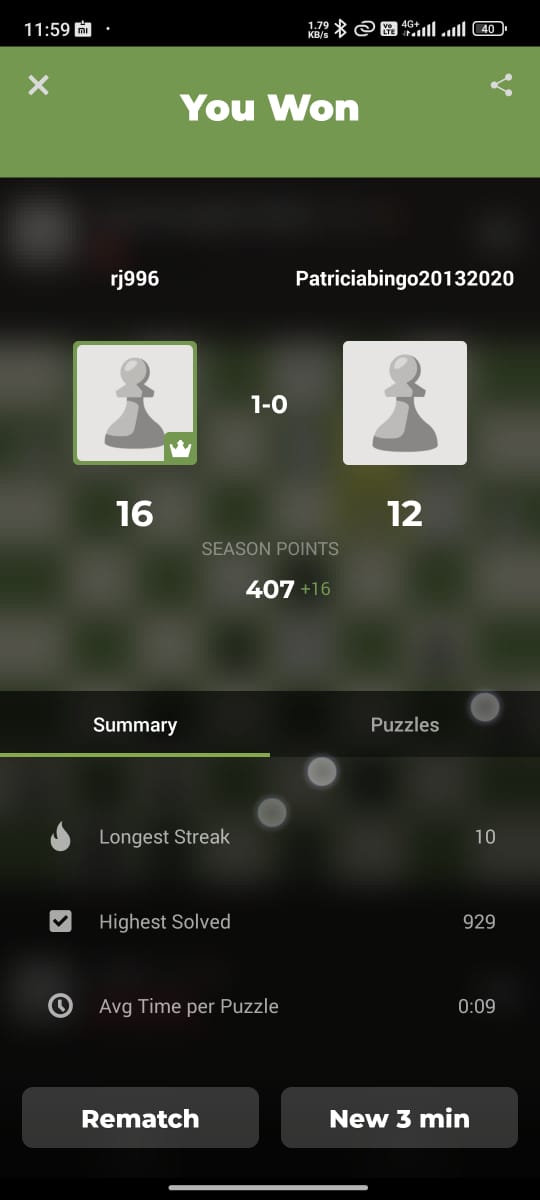 11:59
1.79
KB/s
Vo
LTE
4G+
40
You Won
rj996
Patriciabingo20132020
1-0
16
12
SEASON POINTS
407 +16
Summary
Puzzles
Longest Streak
10
Highest Solved
929
Avg Time per Puzzle
0:09
Rematch
New 3 min